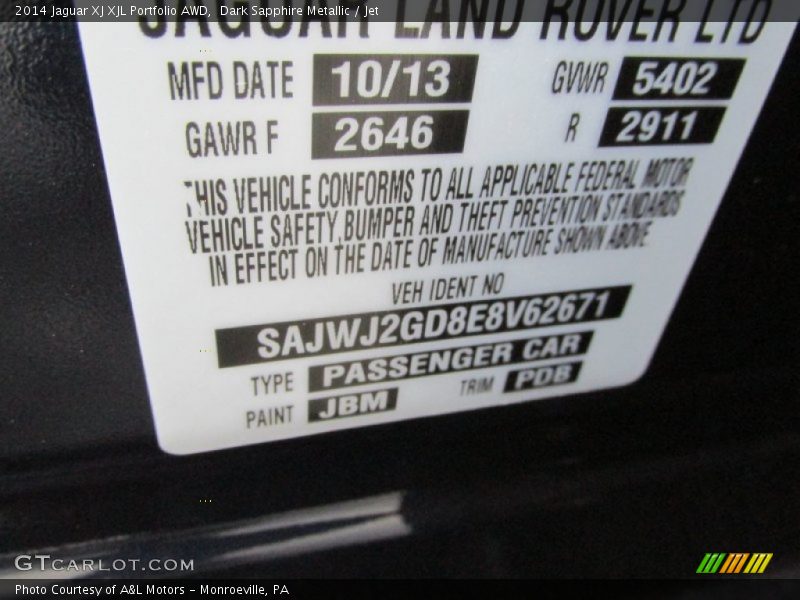 2014 Jaguar XJ XJL Portfolio AWD, Dark Sapphire Metallic / Jet
JAGUAR LAND ROVER LTD
MFD DATE 10/13 GVWR 5402
GAWR F 2646 R 2911
THIS VEHICLE CONFORMS TO ALL APPLICABLE FEDERAL MOTOR
VEHICLE SAFETY, BUMPER AND THEFT PREVENTION STANDARDS
IN EFFECT ON THE DATE OF MANUFACTURE SHOWN ABOVE.
VEH IDENT NO
SAJWJ2GD8E8V62671
TYPE PASSENGER CAR
PAINT JBM TRIM PDB
GTCARLOT.COM
Photo Courtesy of A&L Motors - Monroeville, PA